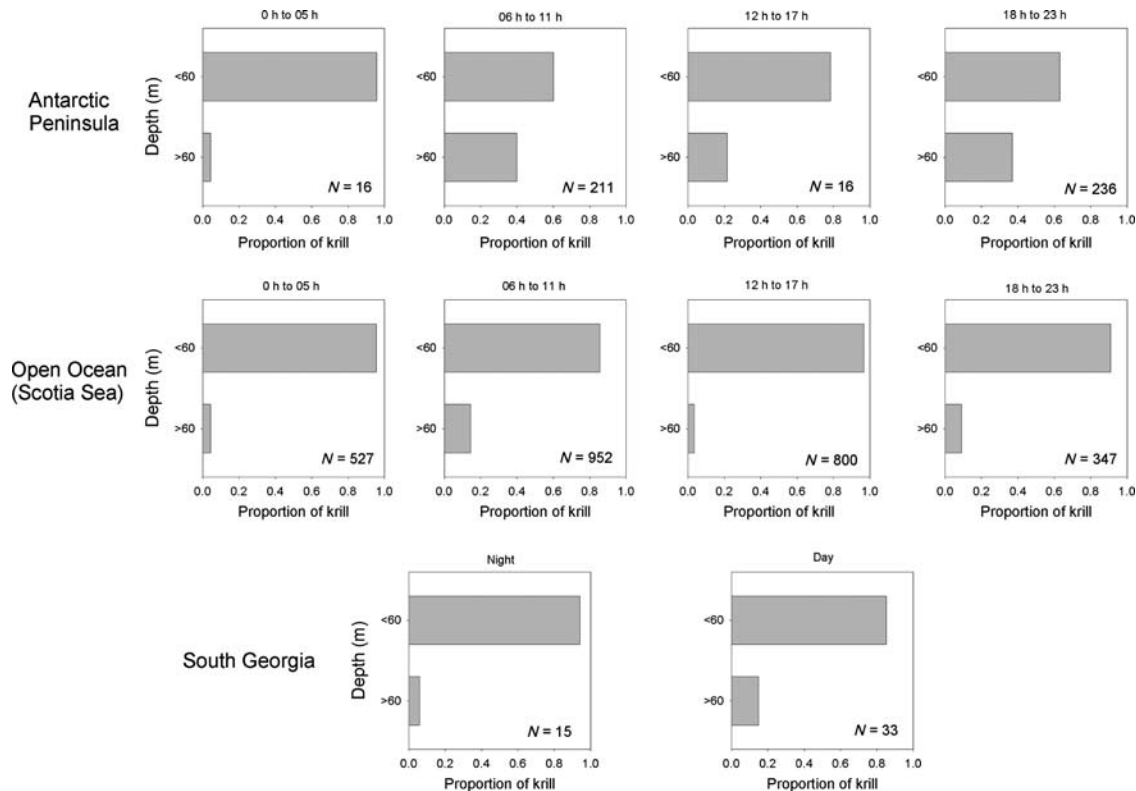 0 h to 05 h
06 h to 11 h
12 h to 17 h
18 h to 23 h
Antarctic
Peninsula
Depth (m)
<60
>60
N = 16
0.0 0.2 0.4 0.6 0.8 1.0
Proportion of krill
<60
>60
N = 211
0.0 0.2 0.4 0.6 0.8 1.0
Proportion of krill
<60
>60
N = 16
0.0 0.2 0.4 0.6 0.8 1.0
Proportion of krill
<60
>60
N = 236
0.0 0.2 0.4 0.6 0.8 1.0
Proportion of krill
0 h to 05 h
06 h to 11 h
12 h to 17 h
18 h to 23 h
Open Ocean
(Scotia Sea)
Depth (m)
<60
>60
N = 527
0.0 0.2 0.4 0.6 0.8 1.0
Proportion of krill
<60
>60
N = 952
0.0 0.2 0.4 0.6 0.8 1.0
Proportion of krill
<60
>60
N = 800
0.0 0.2 0.4 0.6 0.8 1.0
Proportion of krill
<60
>60
N = 347
0.0 0.2 0.4 0.6 0.8 1.0
Proportion of krill
Night
Day
South Georgia
Depth (m)
<60
>60
N = 15
0.0 0.2 0.4 0.6 0.8 1.0
Proportion of krill
<60
>60
N = 33
0.0 0.2 0.4 0.6 0.8 1.0
Proportion of krill